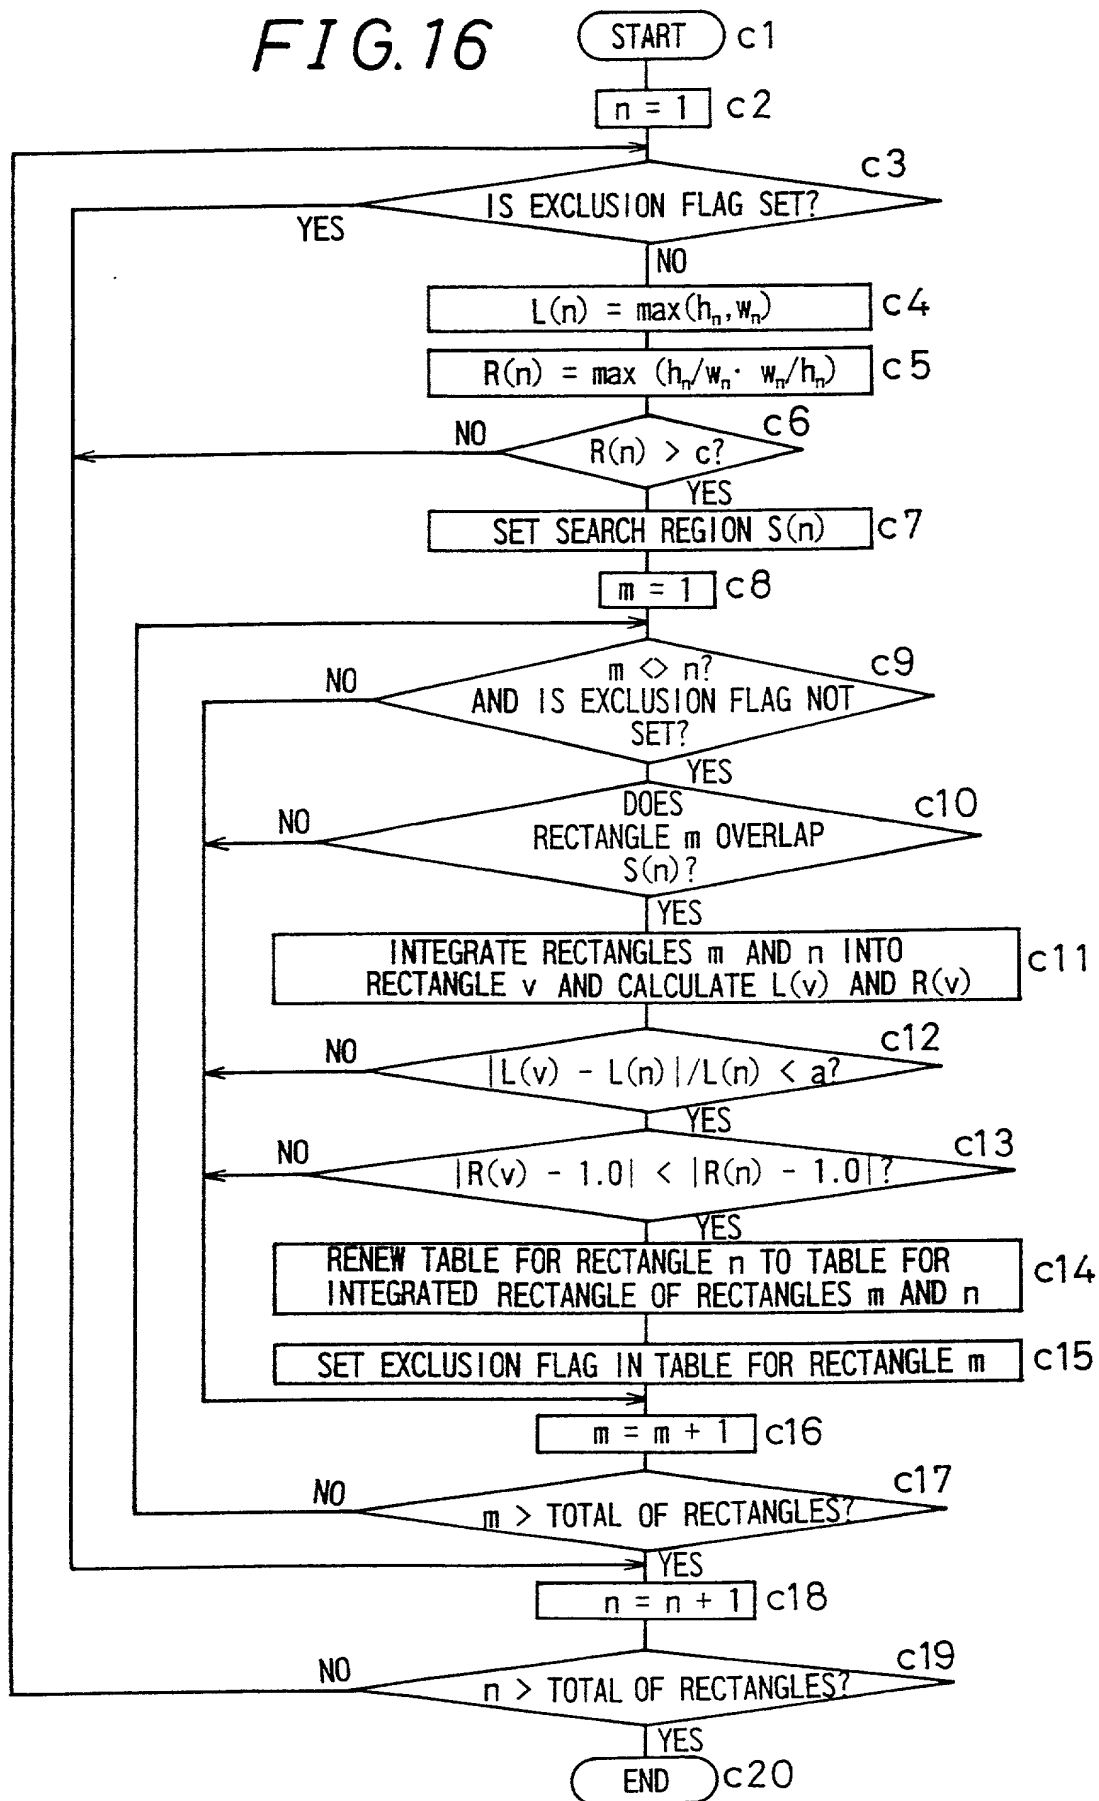 FIG.16
START c1
n = 1 c2
c3
IS EXCLUSION FLAG SET?
YES
NO
L(n) = max(hn, wn) c4
R(n) = max (hn/wn · wn/hn) c5
c6
NO
R(n) > c?
YES
SET SEARCH REGION S(n) c7
m = 1 c8
c9
NO
m <> n?
AND IS EXCLUSION FLAG NOT
SET?
YES
c10
NO
DOES
RECTANGLE m OVERLAP
S(n)?
YES
INTEGRATE RECTANGLES m AND n INTO
RECTANGLE v AND CALCULATE L(v) AND R(v)
c11
c12
NO
|L(v) - L(n)|/L(n) < a?
YES
c13
NO
|R(v) - 1.0| < |R(n) - 1.0|?
YES
RENEW TABLE FOR RECTANGLE n TO TABLE FOR
INTEGRATED RECTANGLE OF RECTANGLES m AND n
c14
SET EXCLUSION FLAG IN TABLE FOR RECTANGLE m c15
m = m + 1 c16
c17
NO
m > TOTAL OF RECTANGLES?
YES
n = n + 1 c18
c19
NO
n > TOTAL OF RECTANGLES?
YES
END c20